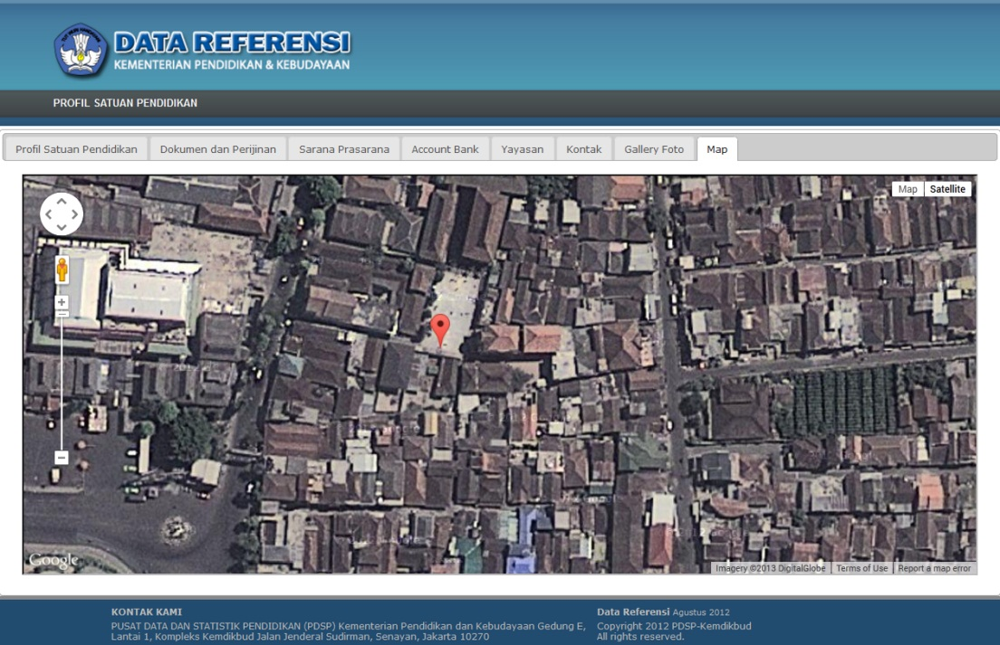 DATA REFERENSI
KEMENTERIAN PENDIDIKAN & KEBUDAYAAN
PROFIL SATUAN PENDIDIKAN
Profil Satuan Pendidikan
Dokumen dan Perijinan
Sarana Prasarana
Account Bank
Yayasan
Kontak
Gallery Foto
Map
Map
Satellite
Google
Imagery ©2013 DigitalGlobe
Terms of Use
Report a map error
KONTAK KAMI
PUSAT DATA DAN STATISTIK PENDIDIKAN (PDSP) Kementerian Pendidikan dan Kebudayaan Gedung E,
Lantai 1, Kompleks Kemdikbud Jalan Jenderal Sudirman, Senayan, Jakarta 10270
Data Referensi Agustus 2012
Copyright 2012 PDSP-Kemdikbud
All rights reserved.